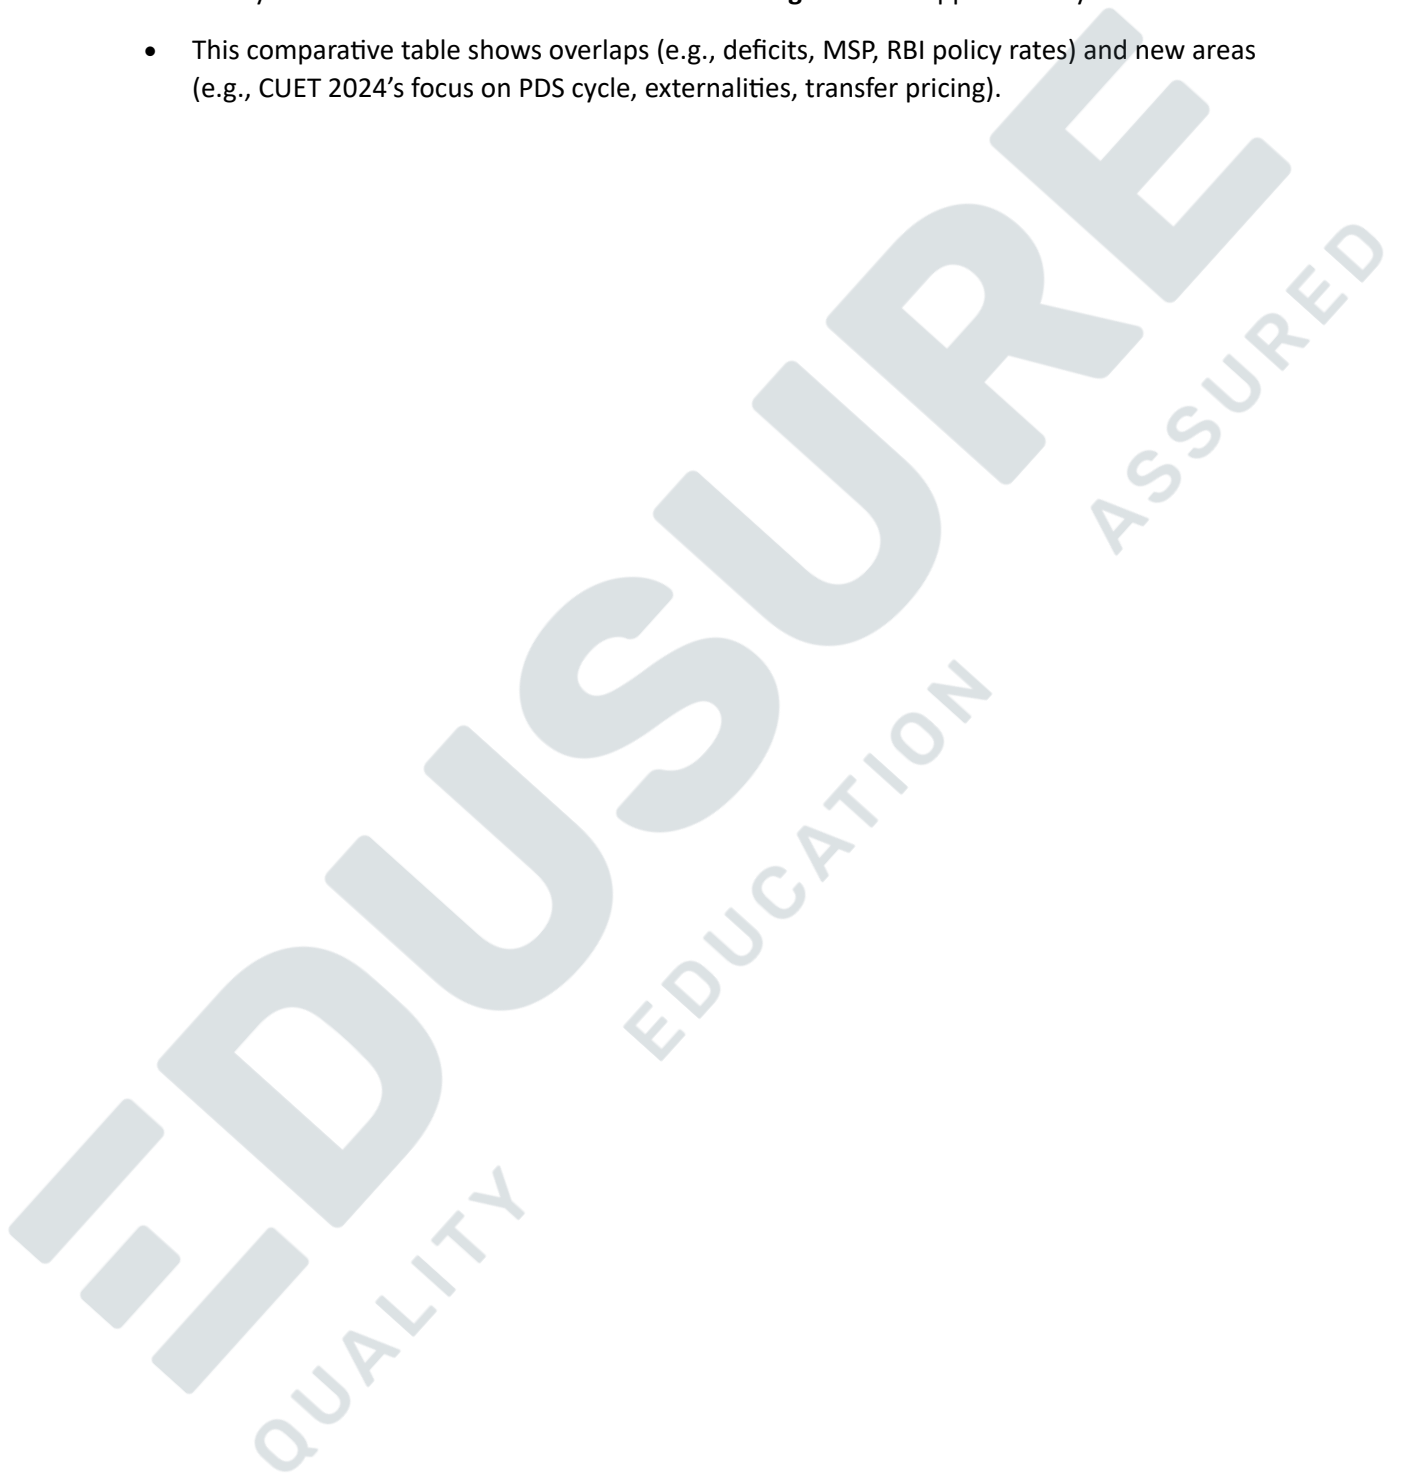 • This comparative table shows overlaps (e.g., deficits, MSP, RBI policy rates) and new areas
(e.g., CUET 2024’s focus on PDS cycle, externalities, transfer pricing).
EDUSURE
QUALITY EDUCATION ASSURED